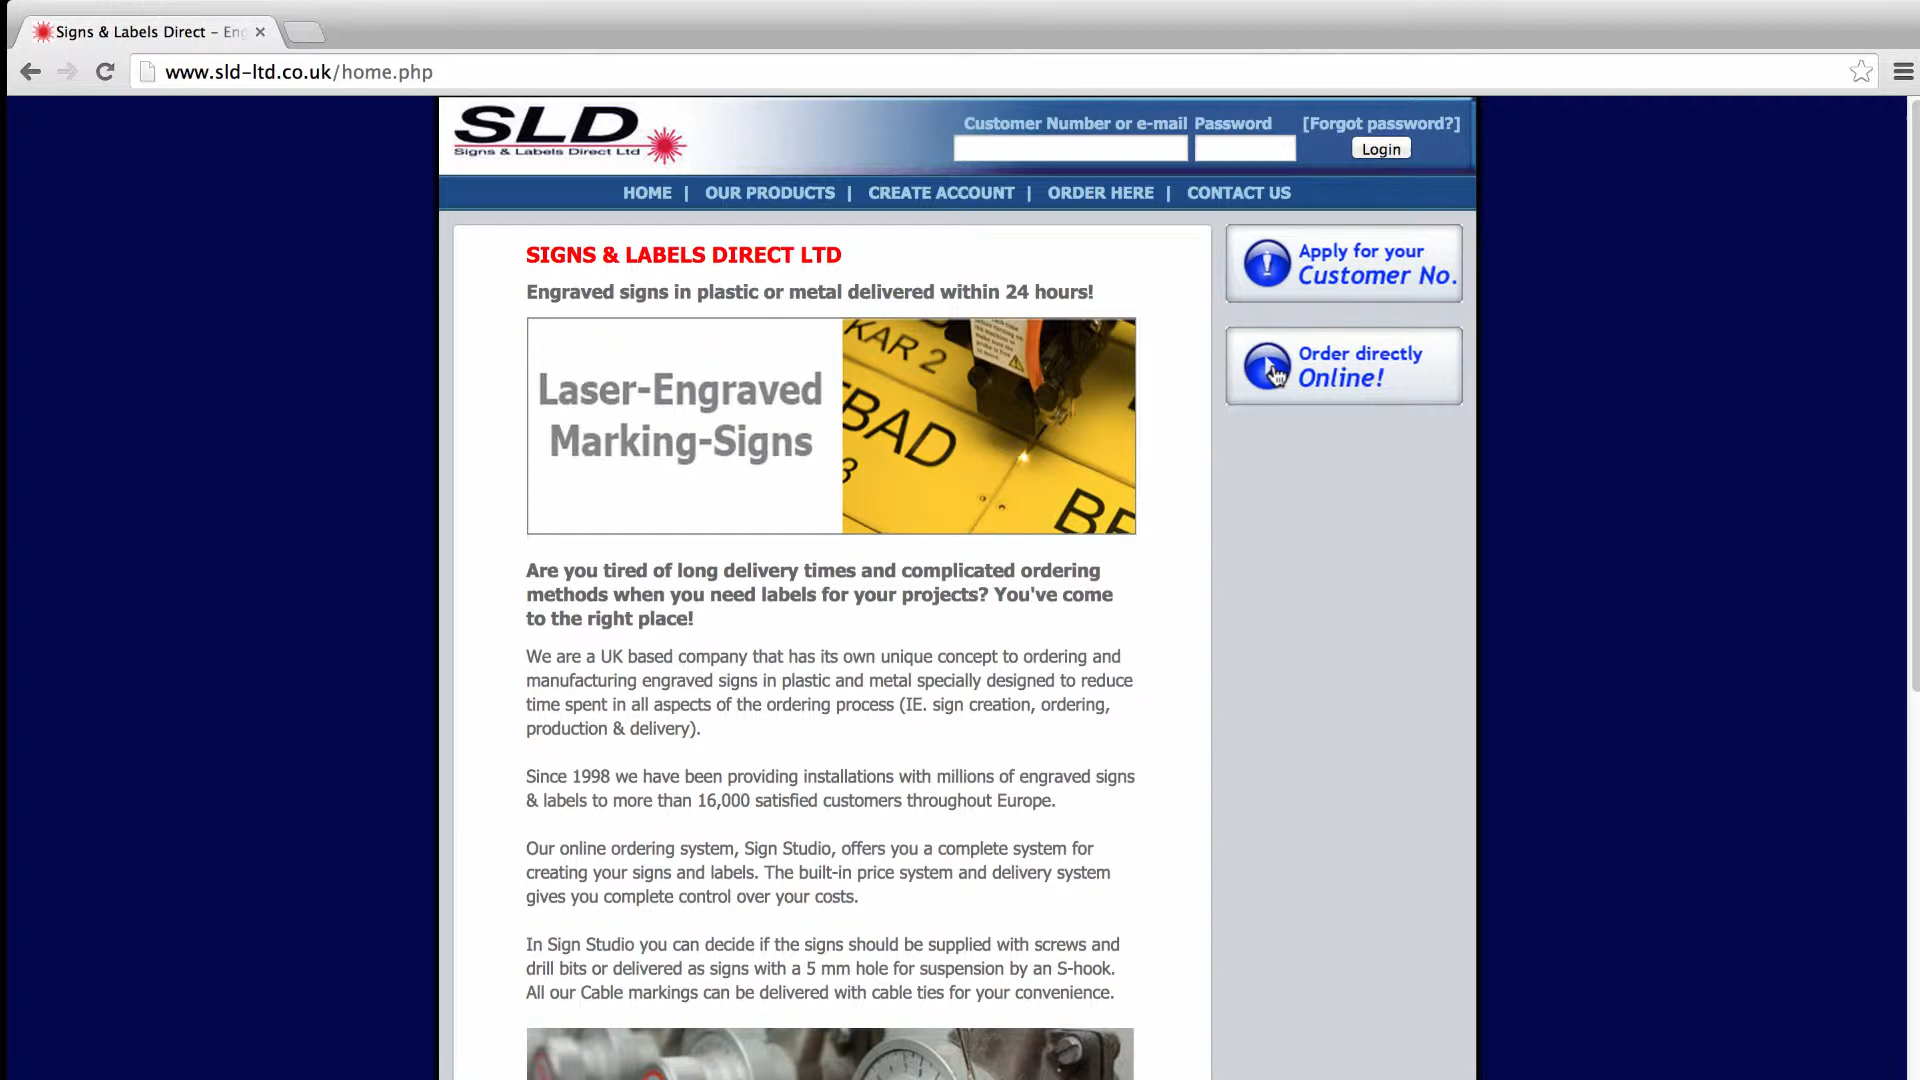 Signs & Labels Direct – En
www.sld-ltd.co.uk/home.php
SLD
Signs & Labels Direct Ltd
Customer Number or e-mail Password [Forgot password?]
Login
HOME | OUR PRODUCTS | CREATE ACCOUNT | ORDER HERE | CONTACT US
SIGNS & LABELS DIRECT LTD
Engraved signs in plastic or metal delivered within 24 hours!
Laser-Engraved
Marking-Signs
KAR 2
BAD
3
BE
Are you tired of long delivery times and complicated ordering
methods when you need labels for your projects? You've come
to the right place!
We are a UK based company that has its own unique concept to ordering and
manufacturing engraved signs in plastic and metal specially designed to reduce
time spent in all aspects of the ordering process (IE. sign creation, ordering,
production & delivery).
Since 1998 we have been providing installations with millions of engraved signs
& labels to more than 16,000 satisfied customers throughout Europe.
Our online ordering system, Sign Studio, offers you a complete system for
creating your signs and labels. The built-in price system and delivery system
gives you complete control over your costs.
In Sign Studio you can decide if the signs should be supplied with screws and
drill bits or delivered as signs with a 5 mm hole for suspension by an S-hook.
All our Cable markings can be delivered with cable ties for your convenience.
Apply for your
Customer No.
Order directly
Online!